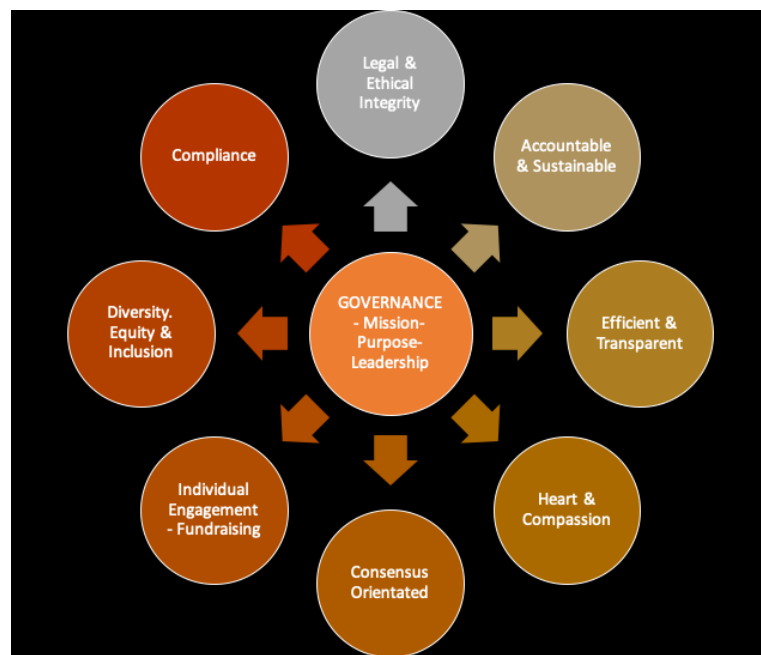 Legal &
Ethical
Integrity
Accountable
& Sustainable
Efficient &
Transparent
Heart &
Compassion
Consensus
Orientated
Individual
Engagement
- Fundraising
Diversity.
Equity &
Inclusion
Compliance
GOVERNANCE
- Mission-
Purpose-
Leadership